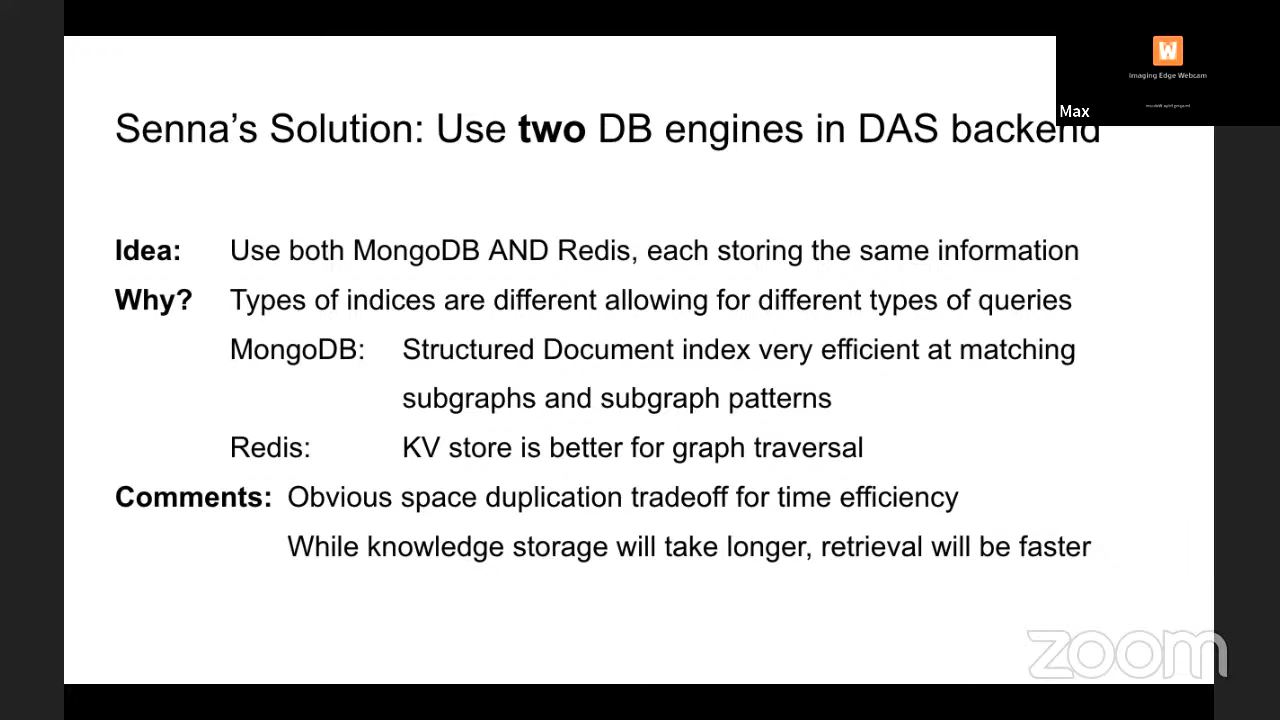 W
Imaging Edge Webcam
Max
Senna's Solution: Use two DB engines in DAS backend
Idea: Use both MongoDB AND Redis, each storing the same information
Why? Types of indices are different allowing for different types of queries
MongoDB: Structured Document index very efficient at matching
subgraphs and subgraph patterns
Redis: KV store is better for graph traversal
Comments: Obvious space duplication tradeoff for time efficiency
While knowledge storage will take longer, retrieval will be faster
zoom